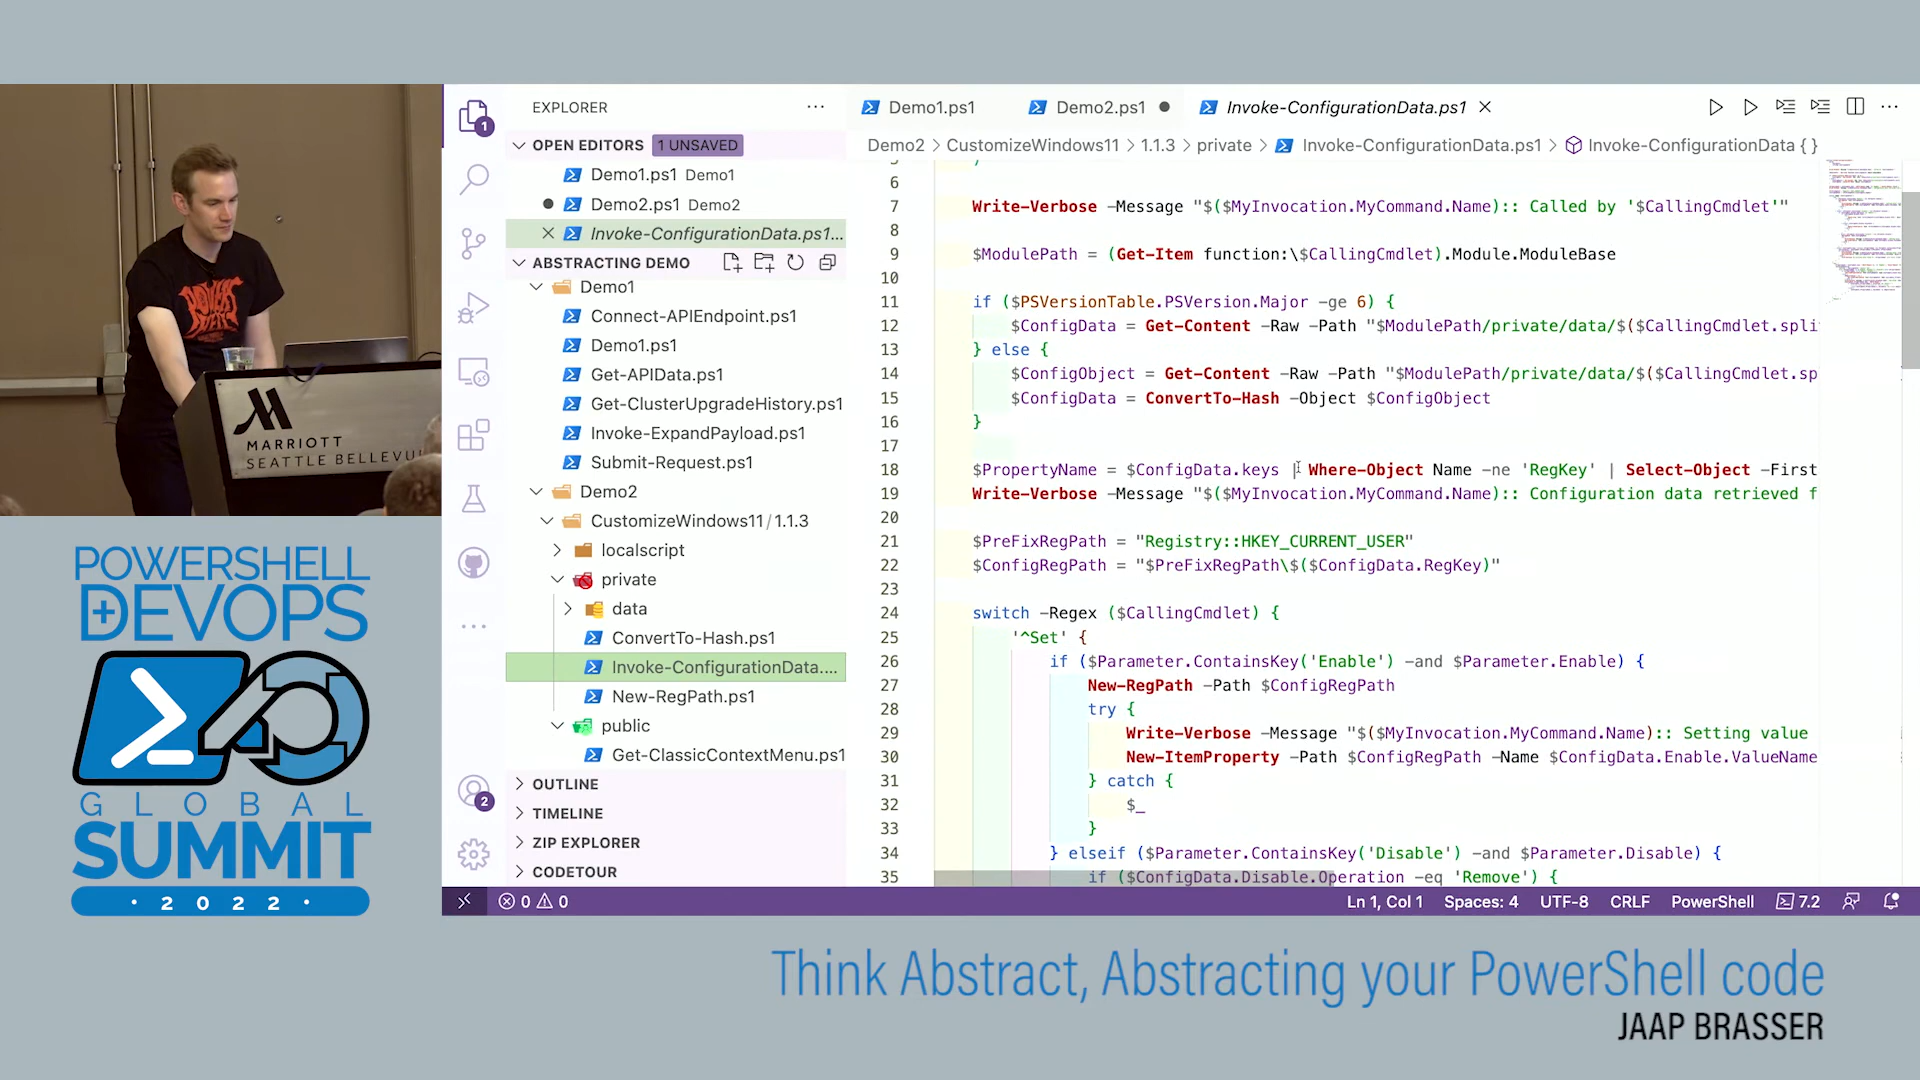 EXPLORER
OPEN EDITORS 1 UNSAVED
Demo1.ps1 Demo1
Demo2.ps1 Demo2
Invoke-ConfigurationData.ps1...
ABSTRACTING DEMO
Demo1
Connect-APIEndpoint.ps1
Demo1.ps1
Get-APIData.ps1
Get-ClusterUpgradeHistory.ps1
Invoke-ExpandPayload.ps1
Submit-Request.ps1
Demo2
CustomizeWindows11/1.1.3
localscript
private
data
ConvertTo-Hash.ps1
Invoke-ConfigurationData....
New-RegPath.ps1
public
Get-ClassicContextMenu.ps1
OUTLINE
TIMELINE
ZIP EXPLORER
CODETOUR
1
2
Demo1.ps1 Demo2.ps1 Invoke-ConfigurationData.ps1
Demo2 > CustomizeWindows11 > 1.1.3 > private > Invoke-ConfigurationData.ps1 > Invoke-ConfigurationData { }
6
7 Write-Verbose -Message "$($MyInvocation.MyCommand.Name):: Called by '$CallingCmdlet'"
8
9 $ModulePath = (Get-Item function:\$CallingCmdlet).Module.ModuleBase
10
11 if ($PSVersionTable.PSVersion.Major -ge 6) {
12 $ConfigData = Get-Content -Raw -Path "$ModulePath/private/data/$($CallingCmdlet.spli
13 } else {
14 $ConfigObject = Get-Content -Raw -Path "$ModulePath/private/data/$($CallingCmdlet.sp
15 $ConfigData = ConvertTo-Hash -Object $ConfigObject
16 }
17
18 $PropertyName = $ConfigData.keys | Where-Object Name -ne 'RegKey' | Select-Object -First
19 Write-Verbose -Message "$($MyInvocation.MyCommand.Name):: Configuration data retrieved f
20
21 $PreFixRegPath = "Registry::HKEY_CURRENT_USER"
22 $ConfigRegPath = "$PreFixRegPath\$($ConfigData.RegKey)"
23
24 switch -Regex ($CallingCmdlet) {
25 '^Set' {
26 if ($Parameter.ContainsKey('Enable') -and $Parameter.Enable) {
27 New-RegPath -Path $ConfigRegPath
28 try {
29 Write-Verbose -Message "$($MyInvocation.MyCommand.Name):: Setting value
30 New-ItemProperty -Path $ConfigRegPath -Name $ConfigData.Enable.ValueName
31 } catch {
32 $_
33 }
34 } elseif ($Parameter.ContainsKey('Disable') -and $Parameter.Disable) {
35 if ($ConfigData.Disable.Operation -eq 'Remove') {
0 0
Ln 1, Col 1 Spaces: 4 UTF-8 CRLF PowerShell 7.2
MARRIOTT
SEATTLE BELLEVU
POWERSHELL
DEVOPS
GLOBAL
SUMMIT
· 2022 ·
Think Abstract, Abstracting your PowerShell code
JAAP BRASSER